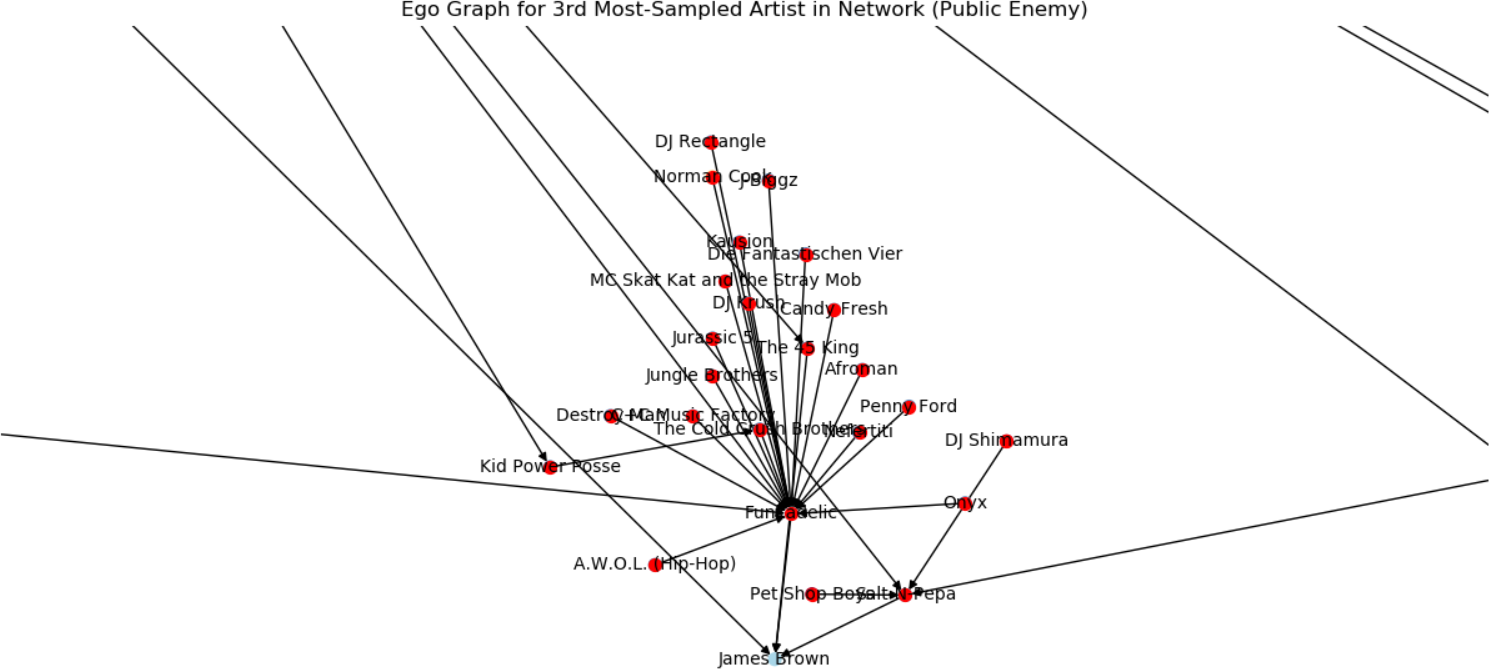 Ego Graph for 3rd Most-Sampled Artist in Network (Public Enemy)
DJ Rectangle
Norman Cook
J-Biggz
Kausion
Die Fantastischen Vier
MC Skat Kat and the Stray Mob
DJ Krush
Candy Fresh
Jurassic 5
The 45 King
Afroman
Jungle Brothers
Penny Ford
Destroy Man
C+C Music Factory
The Cold Crush Brothers
Nefertiti
DJ Shimamura
Kid Power Posse
Onyx
Funkadelic
A.W.O.L. (Hip-Hop)
Pet Shop Boys
Salt-N-Pepa
James Brown